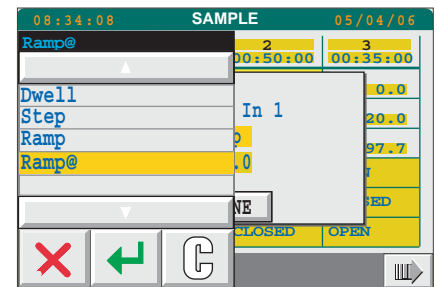 08:34:08 SAMPLE 05/04/06
Ramp@
2 3
00:50:00 00:35:00
Dwell
Step
Ramp
Ramp@
In 1
.0
0.0
20.0
97.7
CLOSED OPEN
C